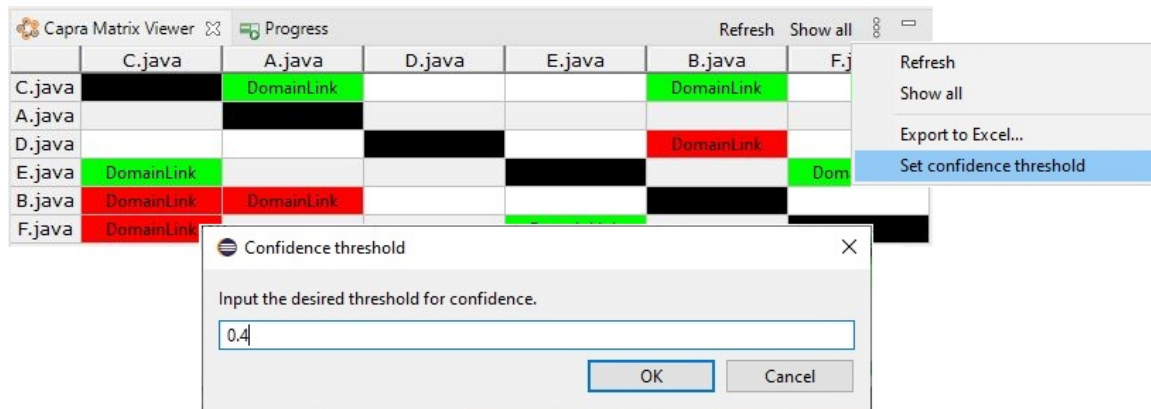 Capra Matrix Viewer Progress Refresh Show all
C.java A.java D.java E.java B.java
Refresh
Show all
Export to Excel...
Set confidence threshold
C.java DomainLink DomainLink
A.java
D.java DomainLink
E.java DomainLink
B.java DomainLink DomainLink
F.java DomainLink
Confidence threshold
Input the desired threshold for confidence.
0.4
OK Cancel